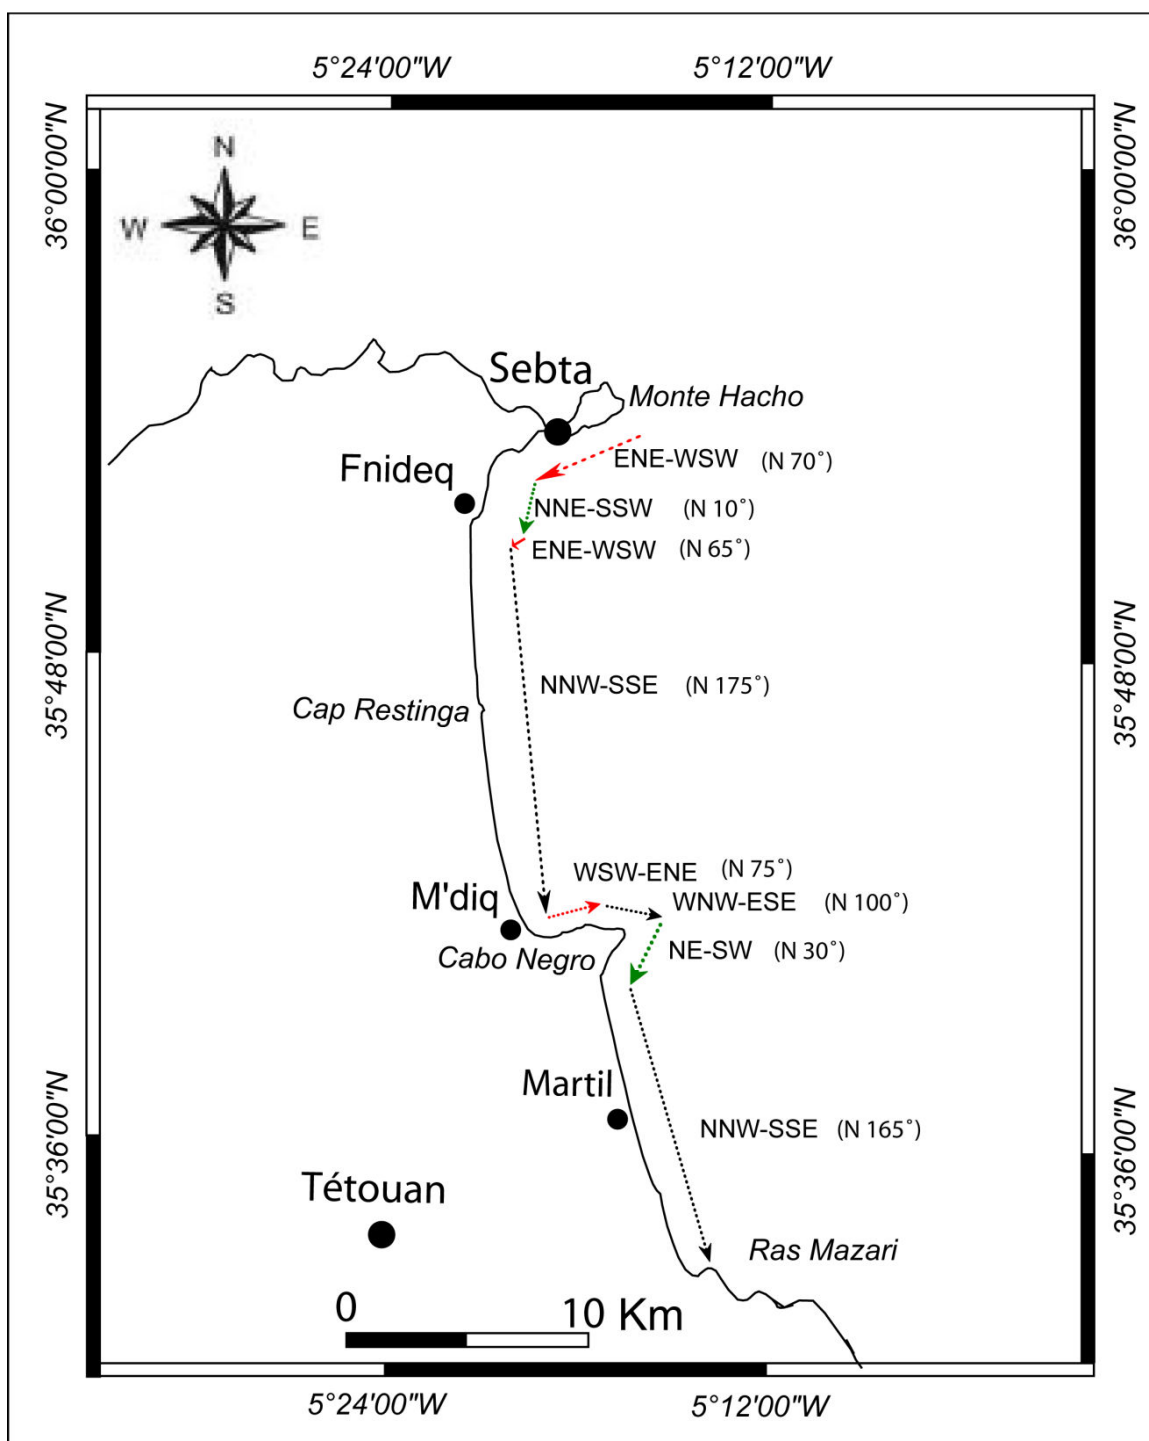 5°24'00"W 5°12'00"W
36°00'00"N
36°00'00"N
N
W E
S
Sebta
Monte Hacho
ENE-WSW (N 70°)
Fnideq
NNE-SSW (N 10°)
ENE-WSW (N 65°)
35°48'00"N
35°48'00"N
NNW-SSE (N 175°)
Cap Restinga
WSW-ENE (N 75°)
M'diq
WNW-ESE (N 100°)
Cabo Negro
NE-SW (N 30°)
Martil
35°36'00"N
35°36'00"N
NNW-SSE (N 165°)
Tétouan
Ras Mazari
0 10 Km
5°24'00"W 5°12'00"W